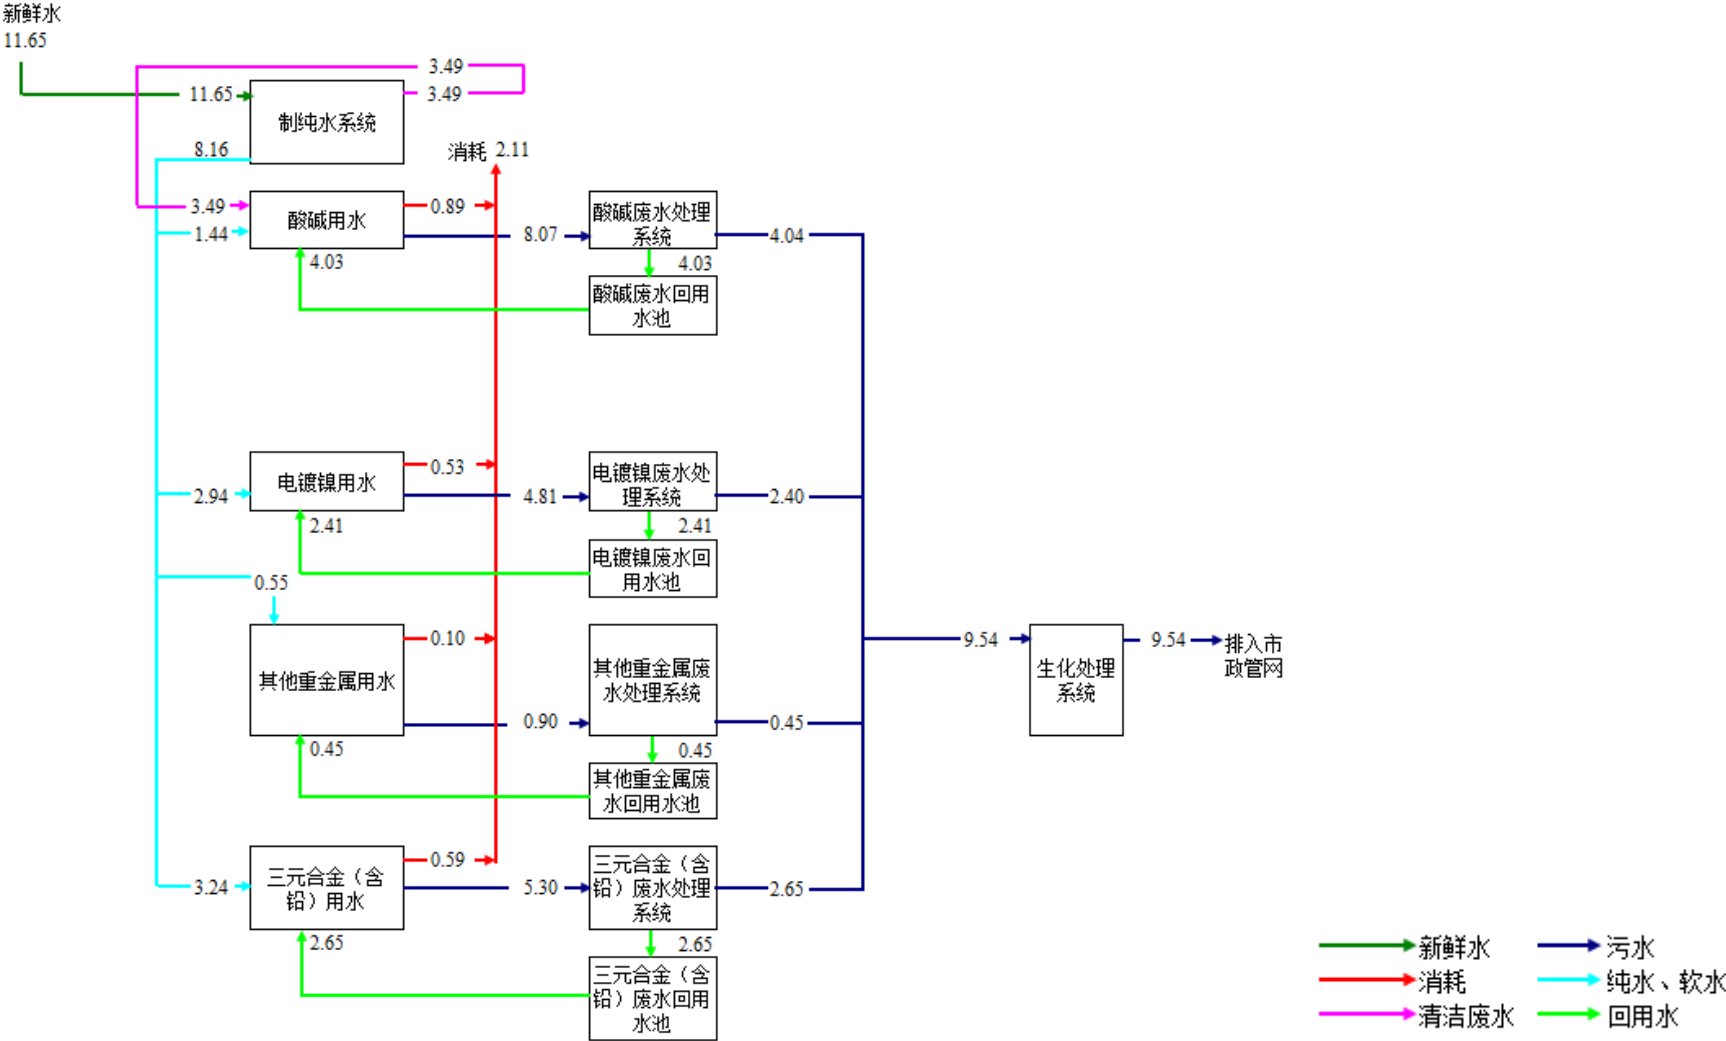 新鲜水
11.65
3.49
11.65
3.49
制纯水系统
8.16
消耗 2.11
3.49
酸碱用水
0.89
酸碱废水处理
系统
1.44
8.07
4.04
4.03
4.03
酸碱废水回用
水池
电镀镍用水
0.53
电镀镍废水处
理系统
2.94
4.81
2.40
2.41
2.41
电镀镍废水回
用水池
0.55
其他重金属用水
0.10
其他重金属废
水处理系统
9.54
生化处理
系统
9.54
排入市
政管网
0.90
0.45
0.45
0.45
其他重金属废
水回用水池
三元合金（含
铅）用水
0.59
三元合金（含
铅）废水处理
系统
3.24
5.30
2.65
2.65
2.65
三元合金（含
铅）废水回用
水池
新鲜水
污水
消耗
纯水、软水
清洁废水
回用水